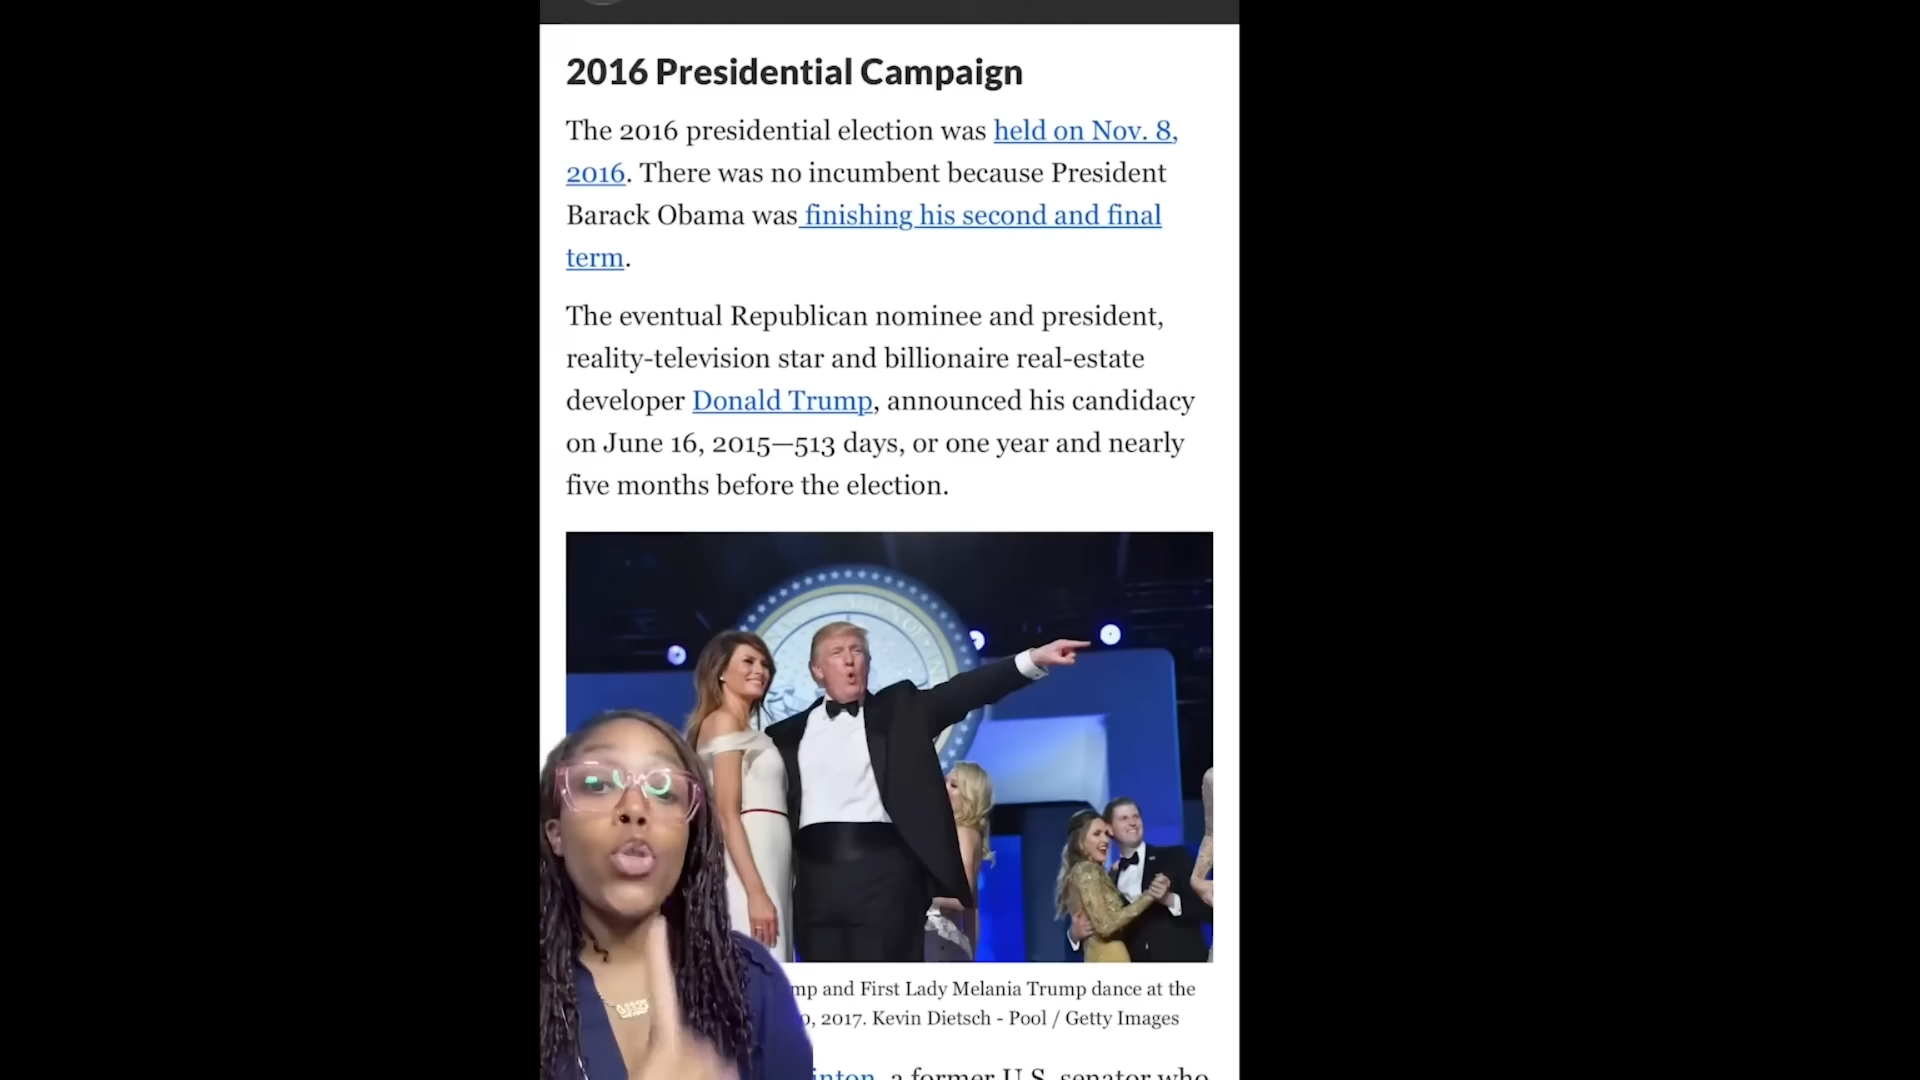 2016 Presidential Campaign
The 2016 presidential election was held on Nov. 8,
2016. There was no incumbent because President
Barack Obama was finishing his second and final
term.
The eventual Republican nominee and president,
reality-television star and billionaire real-estate
developer Donald Trump, announced his candidacy
on June 16, 2015—513 days, or one year and nearly
five months before the election.
and First Lady Melania Trump dance at the
2017. Kevin Dietsch - Pool / Getty Images
a former U.S. senator who